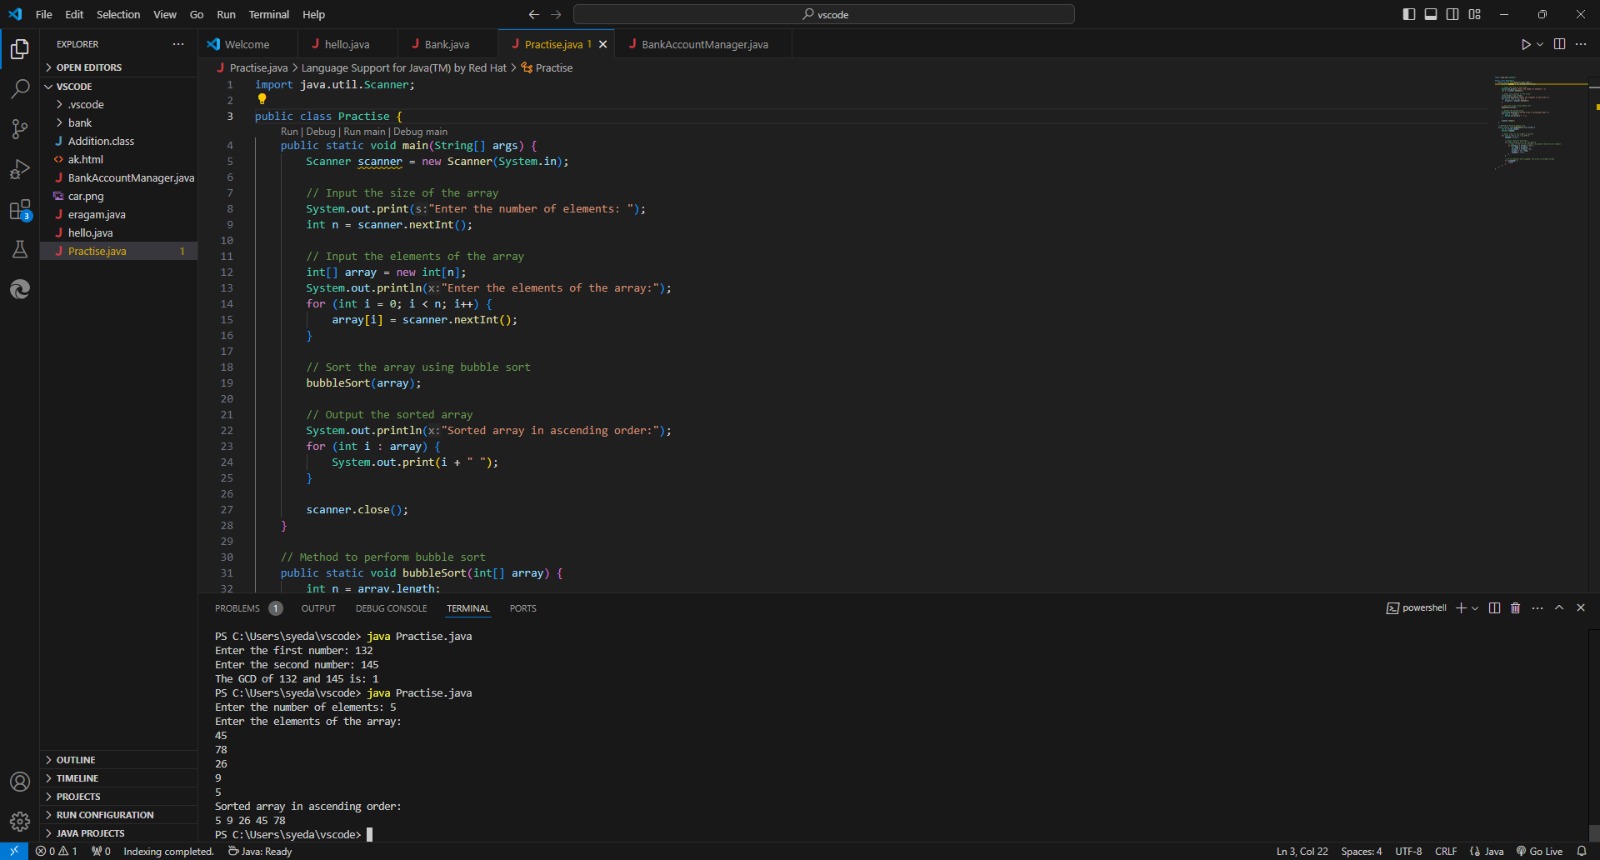 File Edit Selection View Go Run Terminal Help
vscode
EXPLORER
OPEN EDITORS
VSCODE
.vscode
bank
Addition.class
ak.html
BankAccountManager.java
car.png
eragam.java
hello.java
Practise.java 1
3
OUTLINE
TIMELINE
PROJECTS
RUN CONFIGURATION
JAVA PROJECTS
Welcome hello.java Bank.java Practise.java 1 BankAccountManager.java
Practise.java > Language Support for Java(TM) by Red Hat > Practise
1 import java.util.Scanner;
2
3 public class Practise {
Run | Debug | Run main | Debug main
4 public static void main(String[] args) {
5 Scanner scanner = new Scanner(System.in);
6
7 // Input the size of the array
8 System.out.print(s:"Enter the number of elements: ");
9 int n = scanner.nextInt();
10
11 // Input the elements of the array
12 int[] array = new int[n];
13 System.out.println(x:"Enter the elements of the array:");
14 for (int i = 0; i < n; i++) {
15 array[i] = scanner.nextInt();
16 }
17
18 // Sort the array using bubble sort
19 bubbleSort(array);
20
21 // Output the sorted array
22 System.out.println(x:"Sorted array in ascending order:");
23 for (int i : array) {
24 System.out.print(i + " ");
25 }
26
27 scanner.close();
28 }
29
30 // Method to perform bubble sort
31 public static void bubbleSort(int[] array) {
32 int n = array.length;
PROBLEMS 1 OUTPUT DEBUG CONSOLE TERMINAL PORTS
powershell
PS C:\Users\syeda\vscode> java Practise.java
Enter the first number: 132
Enter the second number: 145
The GCD of 132 and 145 is: 1
PS C:\Users\syeda\vscode> java Practise.java
Enter the number of elements: 5
Enter the elements of the array:
45
78
26
9
5
Sorted array in ascending order:
5 9 26 45 78
PS C:\Users\syeda\vscode>
0 1 0 Indexing completed. Java: Ready
Ln 3, Col 22 Spaces: 4 UTF-8 CRLF {} Java Go Live